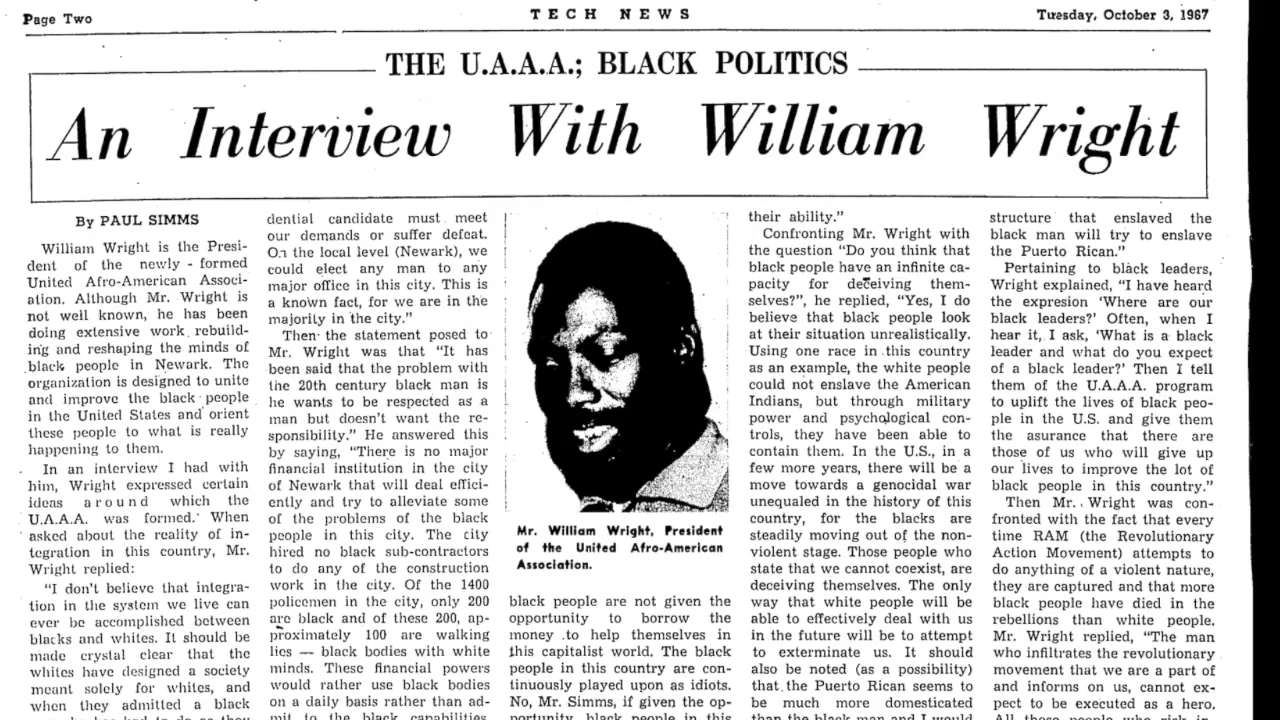 Page Two
TECH NEWS
Tuesday, October 3, 1967
THE U.A.A.A.; BLACK POLITICS
An Interview With William Wright
By PAUL SIMMS
William Wright is the Presi-
dent of the newly - formed
United Afro-American Associ-
ation. Although Mr. Wright is
not well known, he has been
doing extensive work rebuild-
ing and reshaping the minds of
black people in Newark. The
organization is designed to unite
and improve the black people
in the United States and orient
these people to what is really
happening to them.
In an interview I had with
him, Wright expressed certain
ideas around which the
U.A.A.A. was formed. When
asked about the reality of in-
tegration in this country, Mr.
Wright replied:
"I don't believe that integra-
tion in the system we live can
ever be accomplished between
blacks and whites. It should be
made crystal clear that the
whites have designed a society
meant solely for whites, and
when they admitted a black
dential candidate must meet
our demands or suffer defeat.
On the local level (Newark), we
could elect any man to any
major office in this city. This is
a known fact, for we are in the
majority in the city."
Then the statement posed to
Mr. Wright was that "It has
been said that the problem with
the 20th century black man is
he wants to be respected as a
man but doesn't want the re-
sponsibility." He answered this
by saying, "There is no major
financial institution in the city
of Newark that will deal effici-
ently and try to alleviate some
of the problems of the black
people in this city. The city
hired no black sub-contractors
to do any of the construction
work in the city. Of the 1400
policemen in the city, only 200
are black and of these 200, ap-
proximately 100 are walking
lies — black bodies with white
minds. These financial powers
would rather use black bodies
on a daily basis rather than ad-
mit to the black capabilities
Mr. William Wright, President
of the United Afro-American
Association.
black people are not given the
opportunity to borrow the
money to help themselves in
this capitalist world. The black
people in this country are con-
tinuously played upon as idiots.
No, Mr. Simms, if given the op-
portunity, black people in this
their ability."
Confronting Mr. Wright with
the question "Do you think that
black people have an infinite ca-
pacity for deceiving them-
selves?", he replied, "Yes, I do
believe that black people look
at their situation unrealistically.
Using one race in this country
as an example, the white people
could not enslave the American
Indians, but through military
power and psychological con-
trols, they have been able to
contain them. In the U.S., in a
few more years, there will be a
move towards a genocidal war
unequaled in the history of this
country, for the blacks are
steadily moving out of the non-
violent stage. Those people who
state that we cannot coexist, are
deceiving themselves. The only
way that white people will be
able to effectively deal with us
in the future will be to attempt
to exterminate us. It should
also be noted (as a possibility)
that the Puerto Rican seems to
be much more domesticated
than the black man and I would
structure that enslaved the
black man will try to enslave
the Puerto Rican."
Pertaining to black leaders,
Wright explained, "I have heard
the expresion 'Where are our
black leaders?' Often, when I
hear it, I ask, 'What is a black
leader and what do you expect
of a black leader?' Then I tell
them of the U.A.A.A. program
to uplift the lives of black peo-
ple in the U.S. and give them
the asurance that there are
those of us who will give up
our lives to improve the lot of
black people in this country."
Then Mr. Wright was con-
fronted with the fact that every
time RAM (the Revolutionary
Action Movement) attempts to
do anything of a violent nature,
they are captured and that more
black people have died in the
rebellions than white people.
Mr. Wright replied, "The man
who infiltrates the revolutionary
movement that we are a part of
and informs on us, cannot ex-
pect to be executed as a hero.